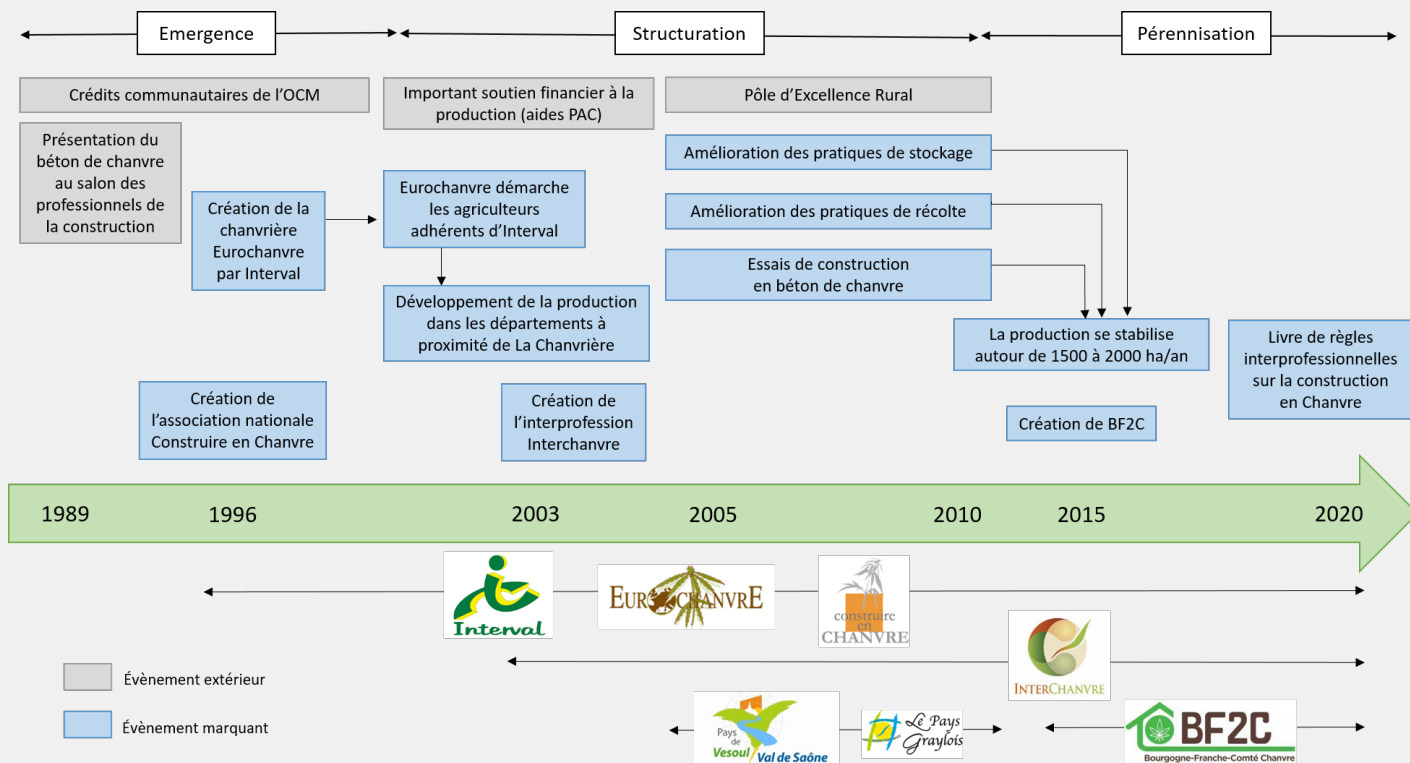 Emergence
Structuration
Pérennisation
Crédits communautaires de l'OCM
Important soutien financier à la
production (aides PAC)
Pôle d'Excellence Rural
Présentation du
béton de chanvre
au salon des
professionnels de
la construction
Création de la
chanvrière
Eurochanvre
par Interval
Eurochanvre démarche
les agriculteurs
adhérents d'Interval
Développement de la production
dans les départements à
proximité de La Chanvrière
Amélioration des pratiques de stockage
Amélioration des pratiques de récolte
Essais de construction
en béton de chanvre
La production se stabilise
autour de 1500 à 2000 ha/an
Livre de règles
interprofessionnelles
sur la construction
en Chanvre
Création de
l'association nationale
Construire en Chanvre
Création de
l'interprofession
Interchanvre
Création de BF2C
1989
1996
2003
2005
2010
2015
2020
Interval
EUROCHANVRE
construire
en
CHANVRE
INTERCHANVRE
Évènement extérieur
Évènement marquant
Pays
de
Vesoul Val de Saône
Le Pays
Graylois
BF2C
Bourgogne-Franche-Comté Chanvre